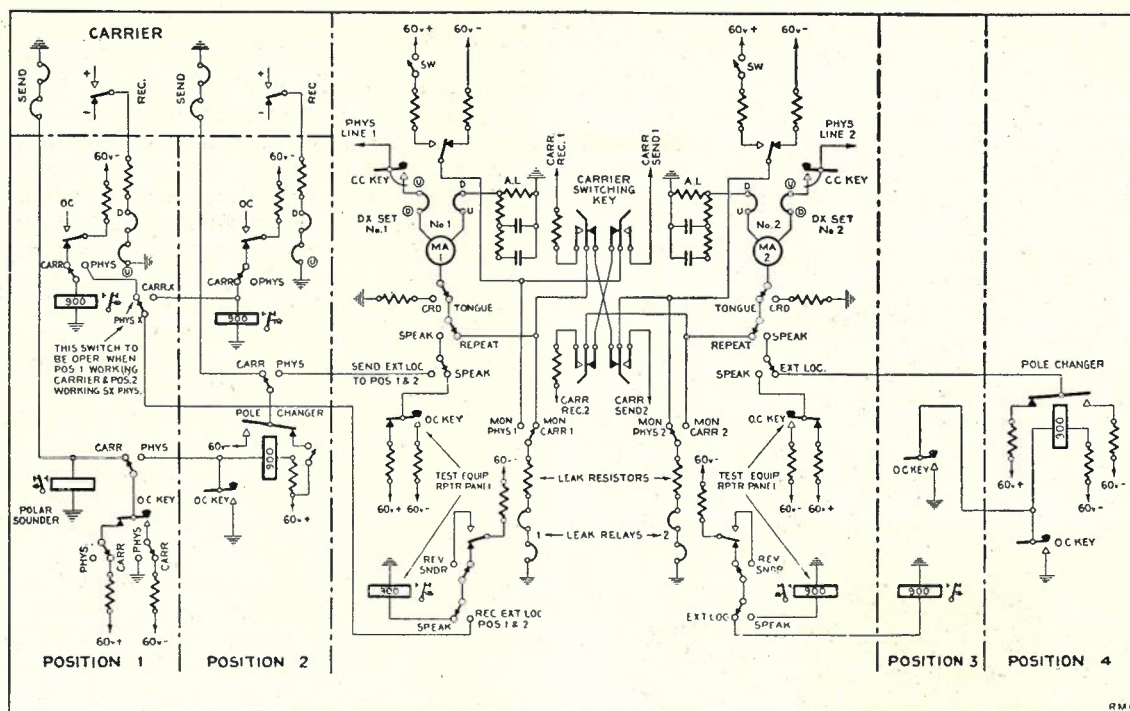 CARRIER
SEND
+
-
REC.
SEND
+
-
REC
60v+
60v-
SW
60v+
60v-
SW
PHYS
LINE 1
CC KEY
U
D
D
U
DX SET
No.1
No.1
MA
1
A.L
CARR.
REC.1
CARRIER
SWITCHING
KEY
CARR
SEND 1
A.L
PHYS
LINE 2
CC KEY
D
U
U
D
No.2
DX SET
No.2
MA
2
60v-
OC
D
U
CARR
PHYS
900
PHYS X
CARR.X
60v-
OC
D
U
CARR
PHYS
900
THIS SWITCH TO
BE OPER WHEN
POS 1 WORKING
CARRIER & POS.2
WORKING SX PHYS.
CRD
TONGUE
SPEAK
REPEAT
TONGUE
CRD
REPEAT
SPEAK
CARR
PHYS
SEND EXT LOC
TO POS 1 & 2
SPEAK
SPEAK
EXT LOC.
CARR
REC.2
CARR
SEND2
POLE CHANGER
60v-
900
60v+
OC KEY
CARR
PHYS
POLAR
SOUNDER
OC KEY
PHYS
CARR
PHYS
CARR
60v+
60v-
OC KEY
60v+
60v-
TEST EQUIP
RPTR PANEL
MON
PHYS 1
MON
CARR 1
MON
PHYS 2
MON
CARR 2
60v-
LEAK RESISTORS
1
LEAK RELAYS
2
60v-
OC KEY
TEST EQUIP
RPTR PANEL
60v-
60v-
REV
SNDR
900
SPEAK
REC EXT LOC
POS 1 & 2
REV
SNDR
900
EXT LOC
SPEAK
OC KEY
900
POLE CHANGER
900
60v+
60v-
60v-
OC KEY
POSITION 1
POSITION 2
POSITION 3
POSITION 4